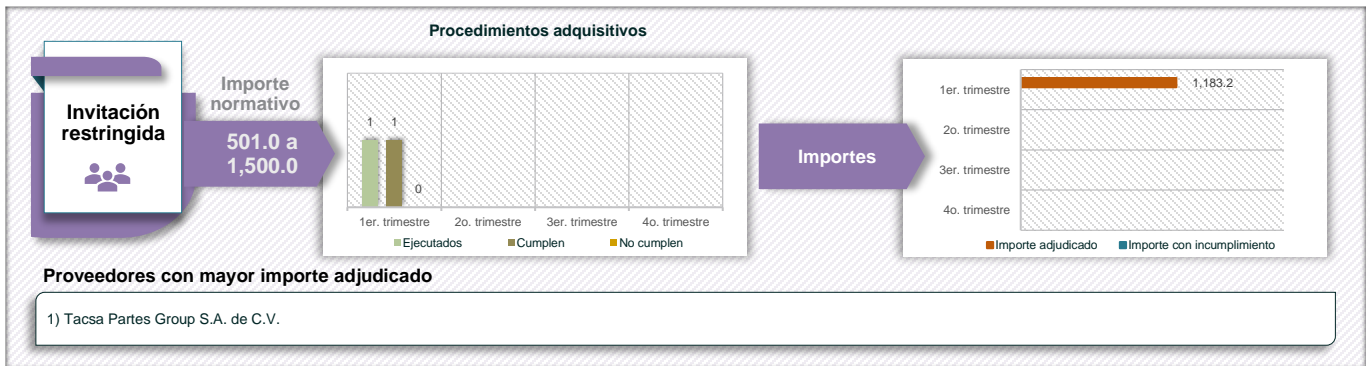 Procedimientos adquisitivos
Invitación
restringida
Importe
normativo
501.0 a
1,500.0
1 1
0
1er. trimestre 2o. trimestre 3er. trimestre 4o. trimestre
Ejecutados Cumplen No cumplen
Importes
1er. trimestre 1,183.2
2o. trimestre
3er. trimestre
4o. trimestre
Importe adjudicado Importe con incumplimiento
Proveedores con mayor importe adjudicado
1) Tacsa Partes Group S.A. de C.V.